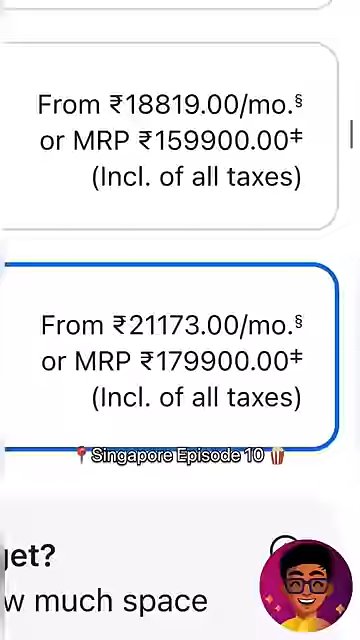 From ₹18819.00/mo.§
or MRP ₹159900.00‡
(Incl. of all taxes)
From ₹21173.00/mo.§
or MRP ₹179900.00‡
(Incl. of all taxes)
📍Singapore Episode 10 🍿
get?
w much space